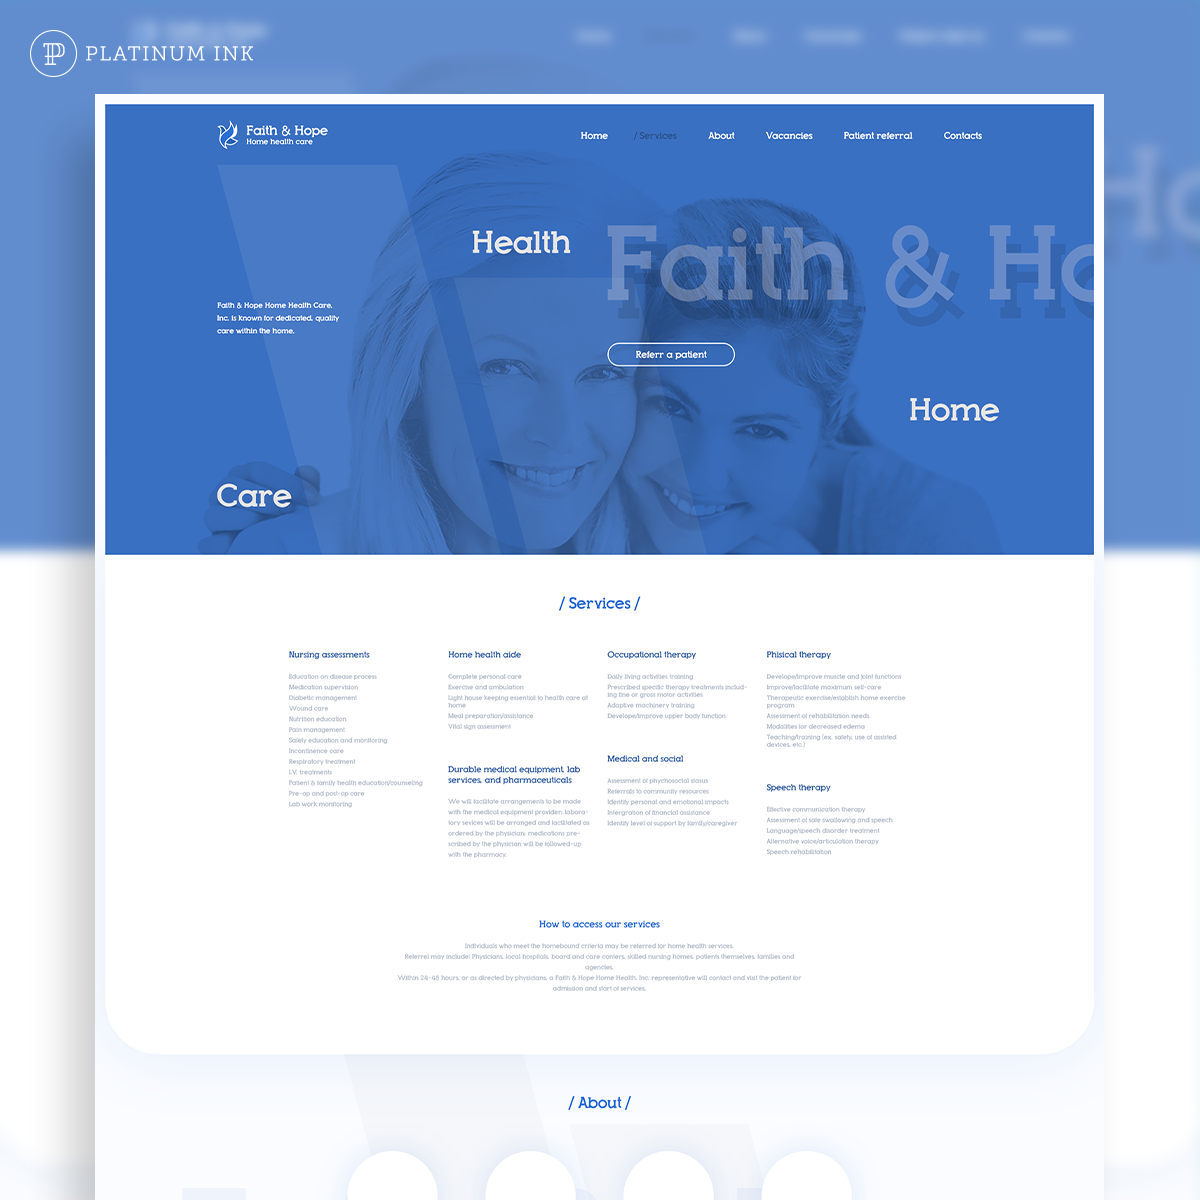 PLATINUM INK
Faith & Hope
Home health care
Home
/ Services
About
Vacancies
Patient referral
Contacts
Health
Faith & Ho
Faith & Hope Home Health Care,
Inc. is known for dedicated, quality
care within the home.
Referr a patient
Home
Care
/ Services /
Nursing assessments
Education on disease process
Medication supervision
Diabetic management
Wound care
Nutrition education
Pain management
Safety education and monitoring
Incontinence care
Respiratory treatment
I.V. treatments
Patient & family health education/counseling
Pre-op and post-op care
Lab work monitoring
Home health aide
Complete personal care
Exercise and ambulation
Light house keeping essential to health care of
home
Meal preparation/assistance
Vital sign assessment
Durable medical equipment, lab
services, and pharmaceuticals
We will facilitate arrangements to be made
with the medical equipment provider, labora-
tory sevices will be arranged and facilitated as
ordered by the physician; medications pre-
scribed by the physician will be followed-up
with the pharmacy.
Occupational therapy
Daily living activities training
Prescribed specific therapy treatments includ-
ing fine or gross motor activities
Adaptive machinery training
Develope/improve upper body function
Medical and social
Assessment of phychosocial status
Referrals to community resources
Identify personal and emotional impacts
Intergration of financial assistance
Identify level of support by family/caregiver
Phisical therapy
Develope/improve muscle and joint functions
Improve/facilitate maximum self-care
Therapeutic exercise/establish home exercise
program
Assessment of rehabilitation needs
Modalities for decreased edema
Teaching/training (ex. safety, use of assisted
devices, etc.)
Speech therapy
Effective communication therapy
Assessment of safe swallowing and speech
Language/speech disorder treatment
Alternative voice/articulation therapy
Speech rehabilitation
How to access our services
Individuals who meet the homebound criteria may be referred for home health services.
Referrel may include: Physicians, local hospitals, board and care centers, skilled nursing homes, patients themselves, families and
agencies.
Within 24-48 hours, or as directed by physicians, a Faith & Hope Home Health, Inc. representative will contact and visit the patient for
admission and start of services.
/ About /